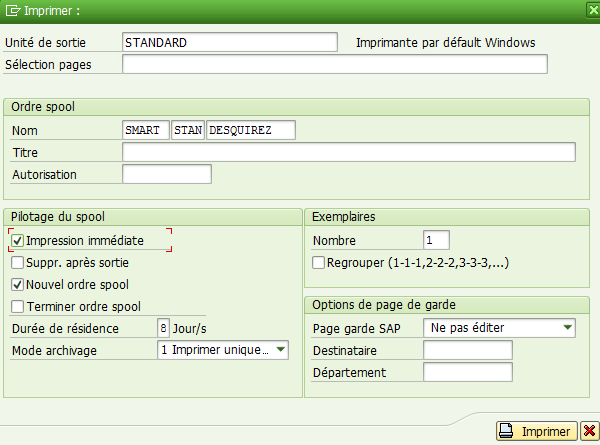 Imprimer :
Unité de sortie STANDARD Imprimante par défault Windows
Sélection pages
Ordre spool
Nom SMART STAN DESQUIREZ
Titre
Autorisation
Pilotage du spool
Impression immédiate
Suppr. après sortie
Nouvel ordre spool
Terminer ordre spool
Durée de résidence 8 Jour/s
Mode archivage 1 Imprimer unique...
Exemplaires
Nombre 1
Regrouper (1-1-1,2-2-2,3-3-3,...)
Options de page de garde
Page garde SAP Ne pas éditer
Destinataire
Département
Imprimer